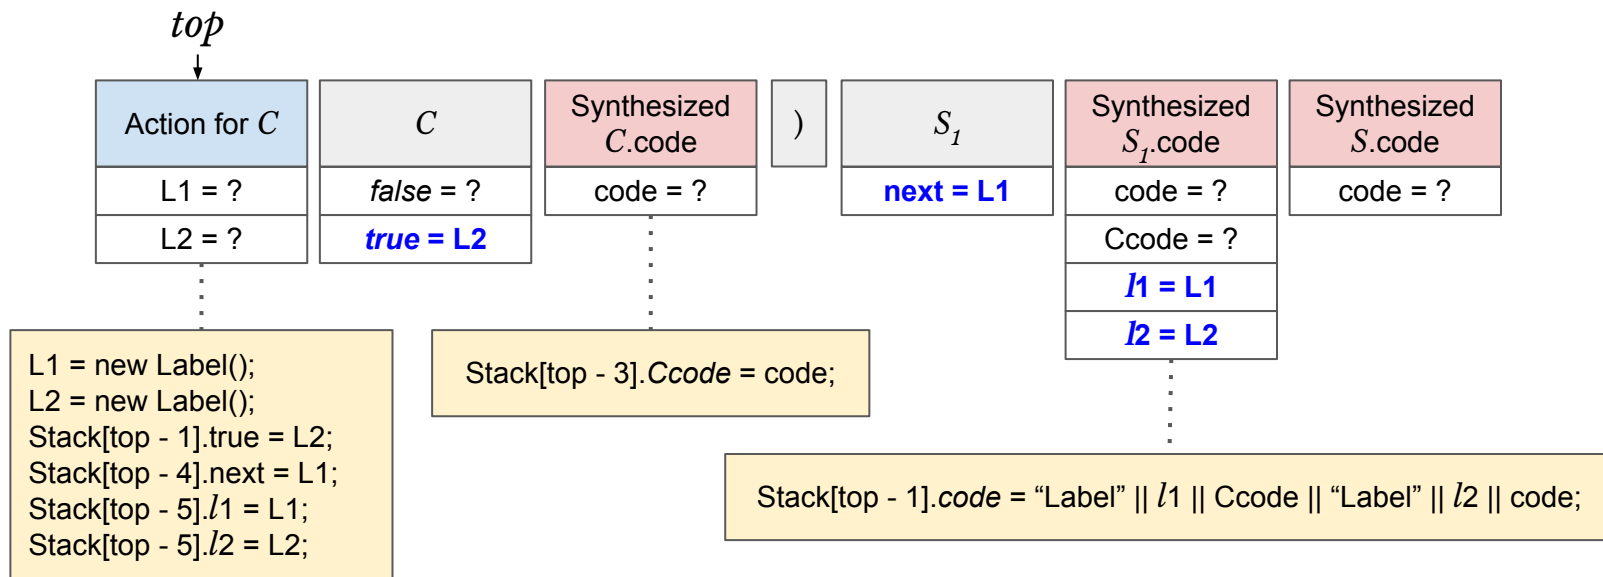 top
Action for C
C
Synthesized
C.code
)
S1
Synthesized
S1.code
Synthesized
S.code
L1 = ?
false = ?
code = ?
next = L1
code = ?
code = ?
L2 = ?
true = L2
Ccode = ?
l1 = L1
l2 = L2
L1 = new Label();
L2 = new Label();
Stack[top - 1].true = L2;
Stack[top - 4].next = L1;
Stack[top - 5].l1 = L1;
Stack[top - 5].l2 = L2;
Stack[top - 3].Ccode = code;
Stack[top - 1].code = “Label” || l1 || Ccode || “Label” || l2 || code;